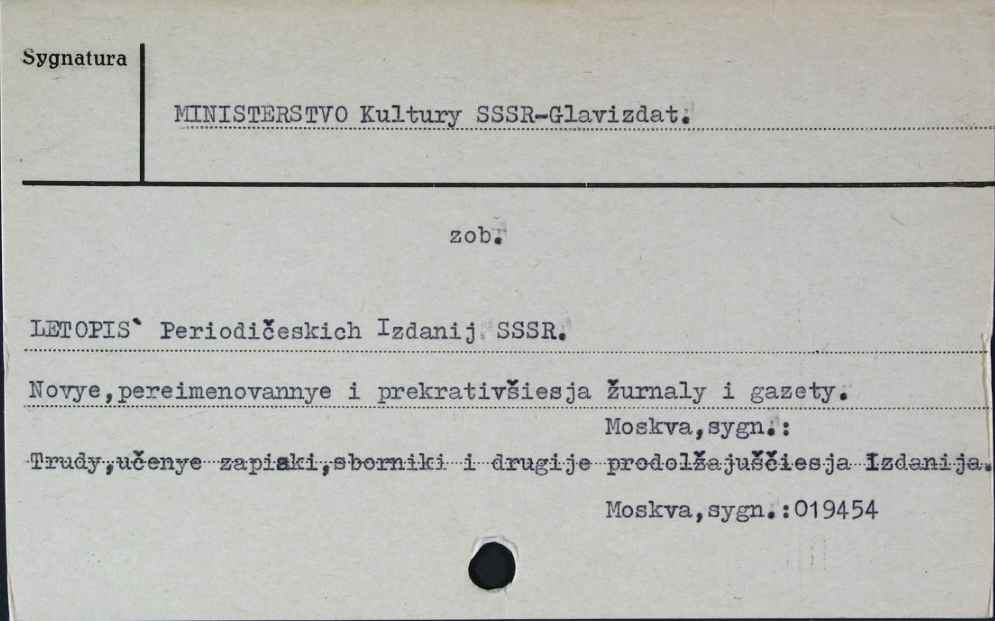 Sygnatura
MINISTERSTVO Kultury SSSR-Glavizdat.
zob.
LETOPIS` Periodičeskich Izdanij SSSR.
Novye,pereimenovannye i prekrativšiesja žurnaly i gazety.
Moskva,sygn.:
Trudy,učenye zapiski,sborniki i drugije prodolžajuščiesja Izdanija.
Moskva,sygn.:019454